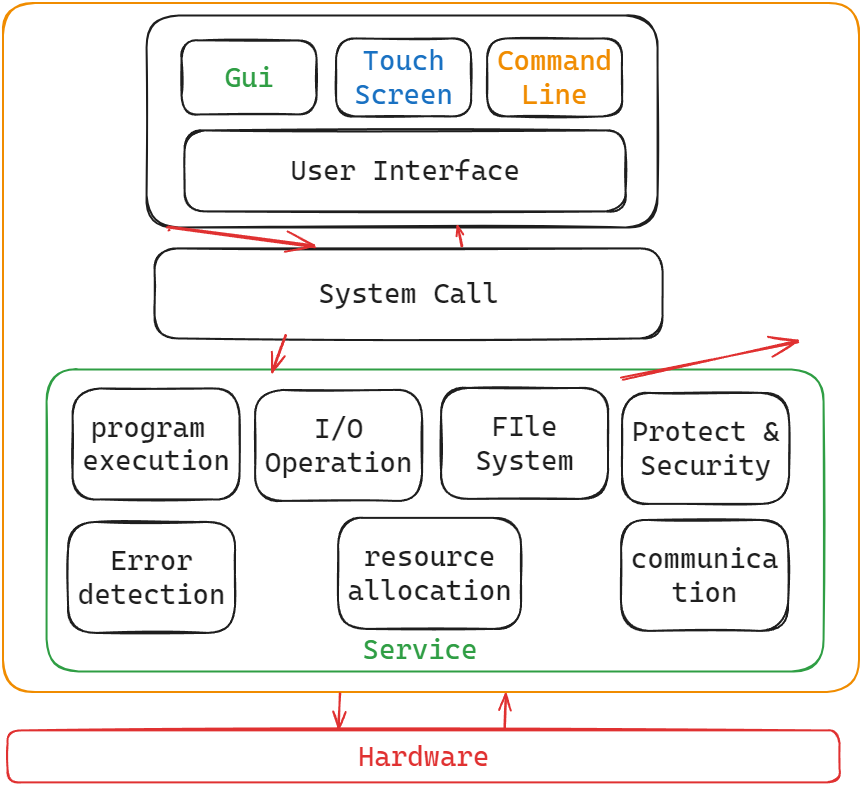 Gui
Touch
Screen
Command
Line
User Interface
System Call
program
execution
I/O
Operation
FIle
System
Protect &
Security
Error
detection
resource
allocation
communica
tion
Service
Hardware